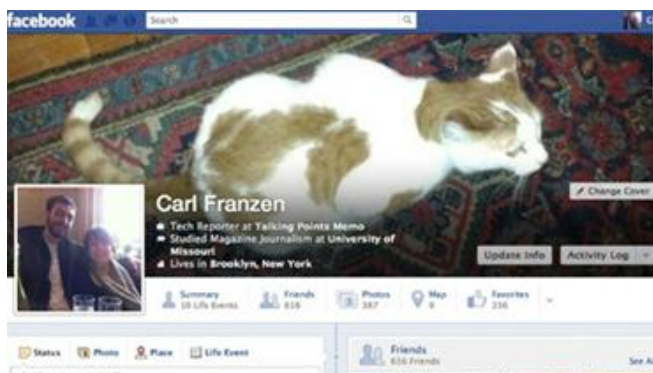 facebook
Search
Change Cover
Carl Franzen
Tech Reporter at Talking Points Memo
Studied Magazine Journalism at University of
Missouri
Lives in Brooklyn, New York
Update Info
Activity Log
Summary
10 Life Events
Friends
616
Photos
387
Map
9
Favorites
236
Status
Photo
Place
Life Event
Friends
636 Friends
See Al